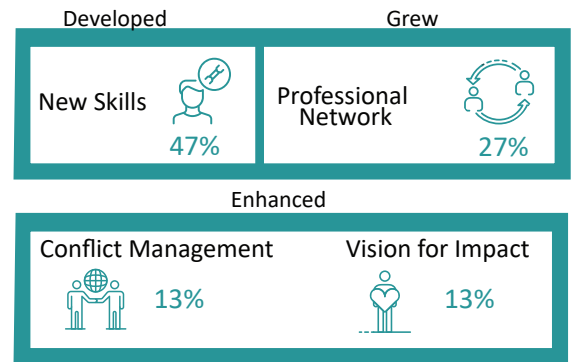 Developed
Grew
New Skills
47%
Professional
Network
27%
Enhanced
Conflict Management
13%
Vision for Impact
13%